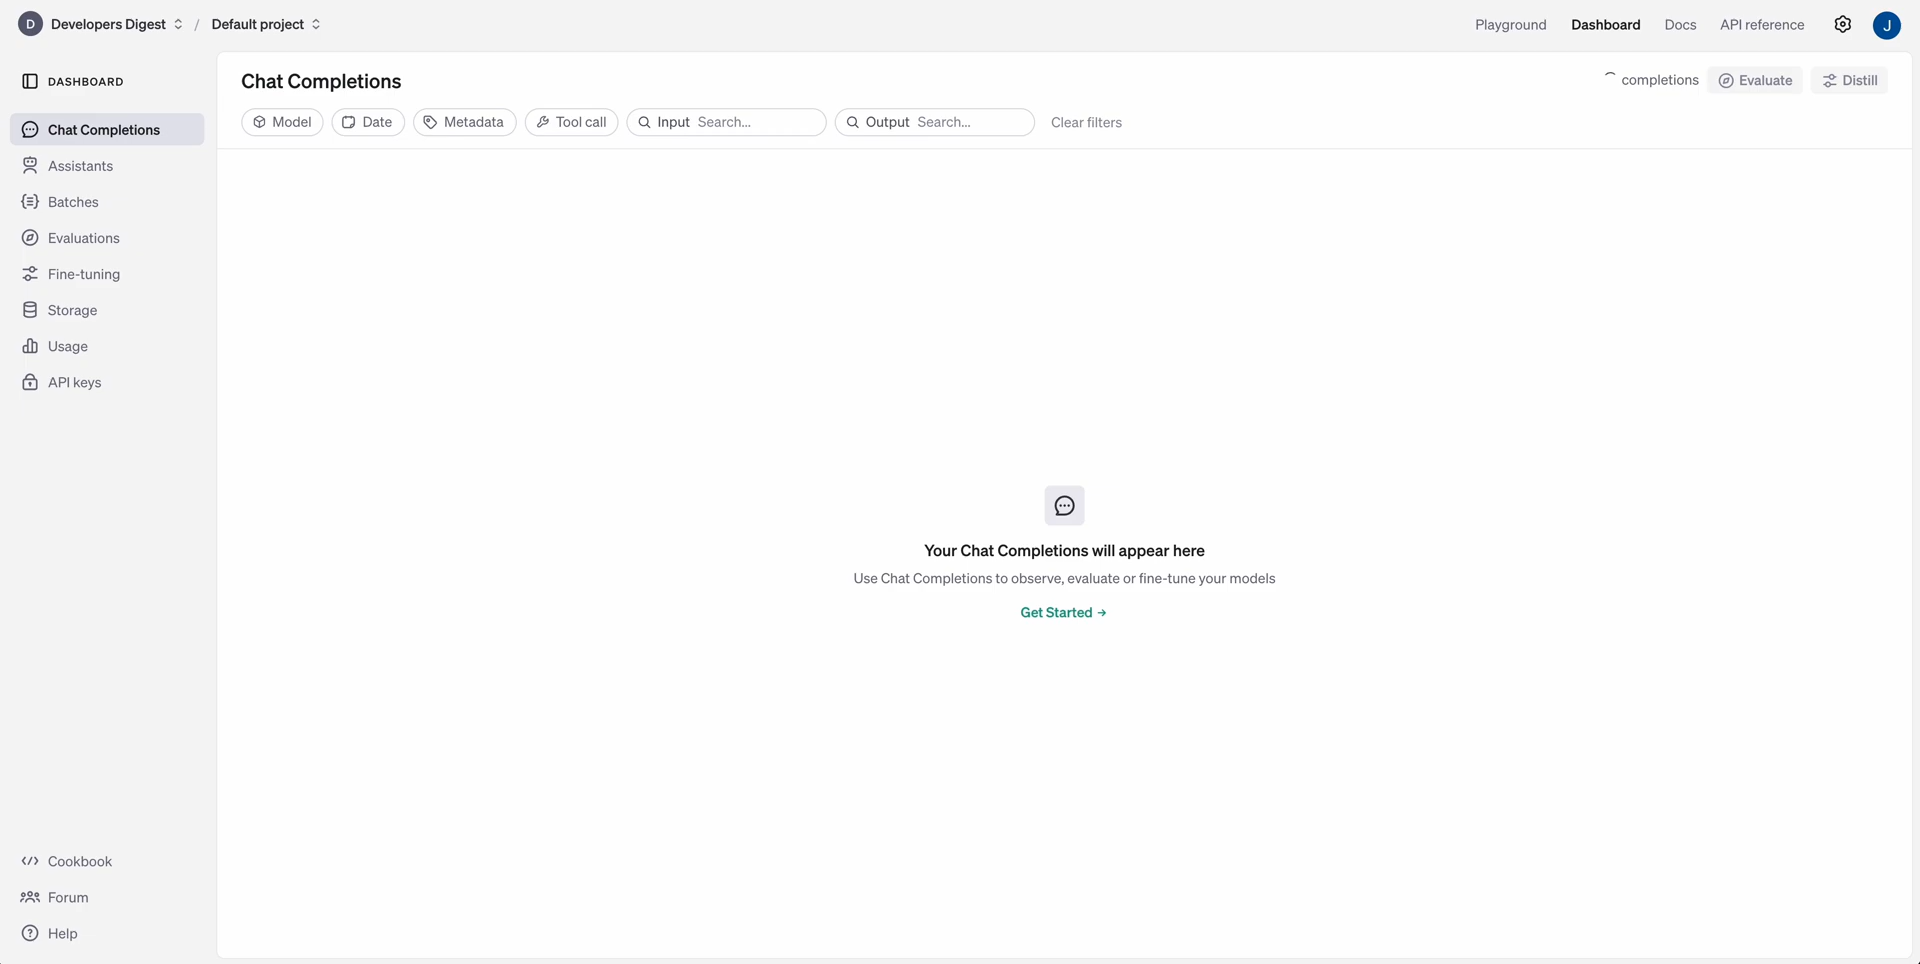 D Developers Digest / Default project Playground Dashboard Docs API reference J
DASHBOARD
Chat Completions
Assistants
Batches
Evaluations
Fine-tuning
Storage
Usage
API keys
Cookbook
Forum
Help
Chat Completions completions Evaluate Distill
Model Date Metadata Tool call Input Search... Output Search... Clear filters
Your Chat Completions will appear here
Use Chat Completions to observe, evaluate or fine-tune your models
Get Started →